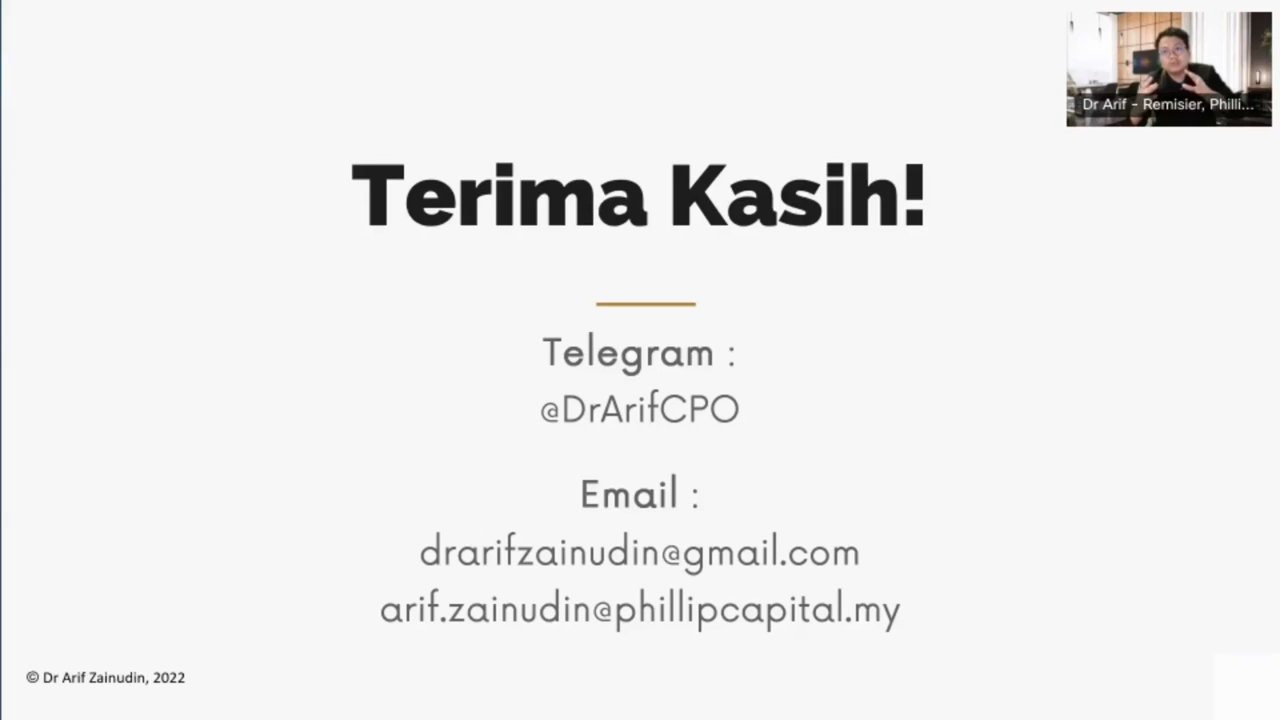 Dr Arif - Remisier, Philli...
Terima Kasih!
Telegram :
@DrArifCPO
Email :
drarifzainudin@gmail.com
arif.zainudin@phillipcapital.my
© Dr Arif Zainudin, 2022